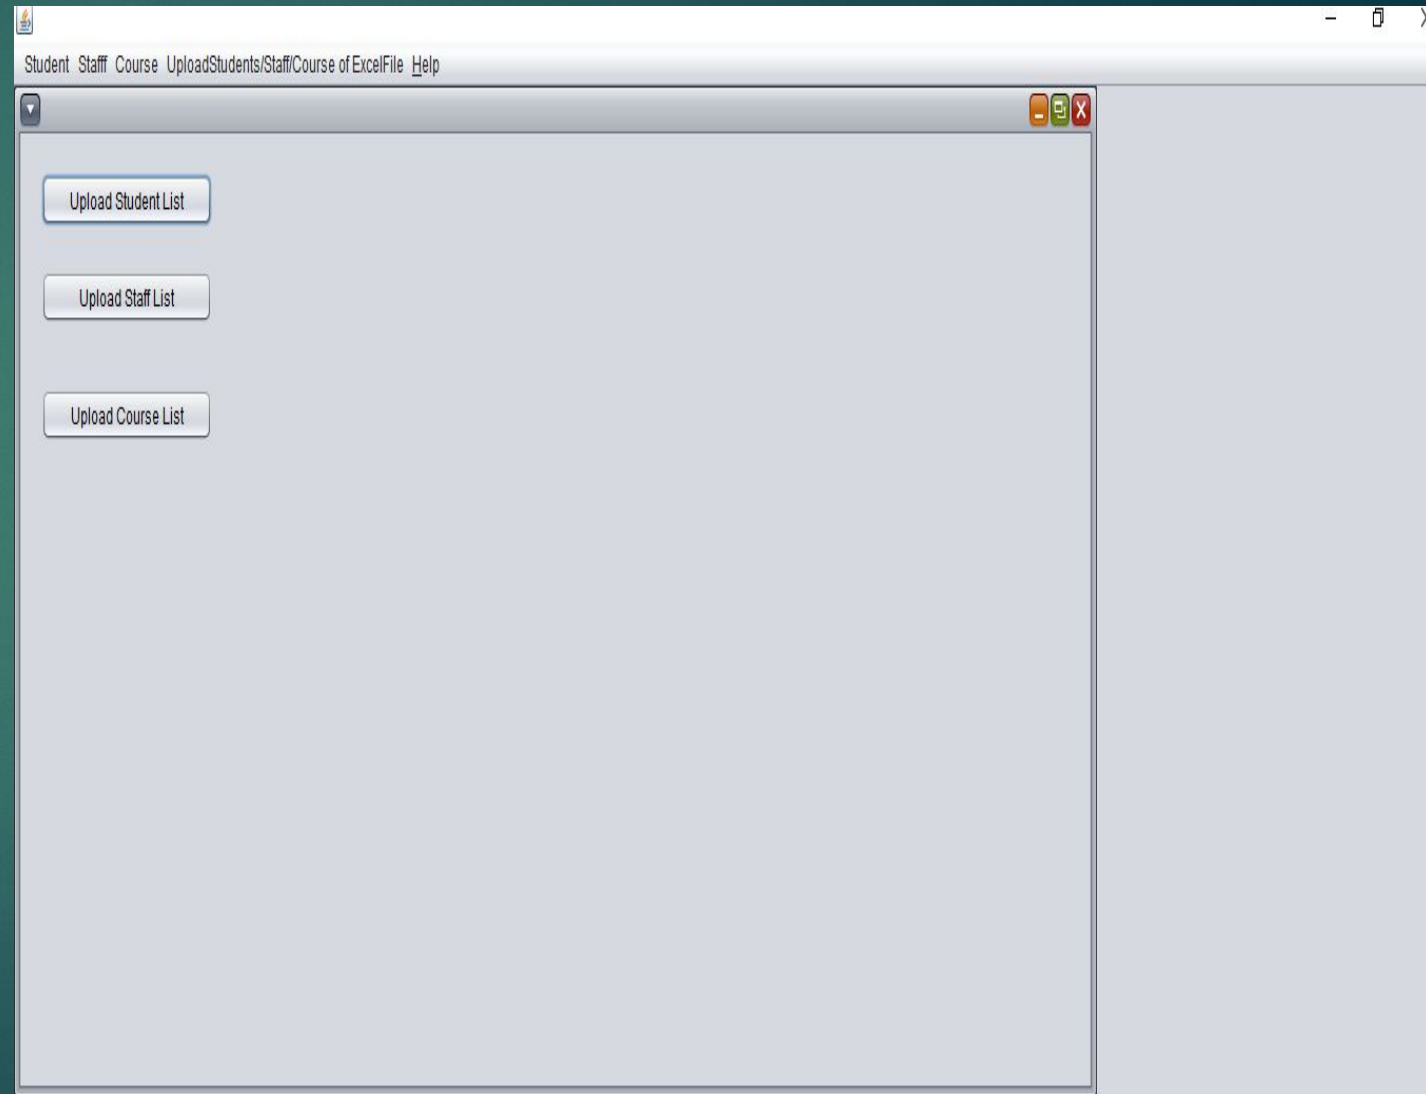 Student Stafff Course UploadStudents/Staff/Course of ExcelFile Help
Upload Student List
Upload Staff List
Upload Course List